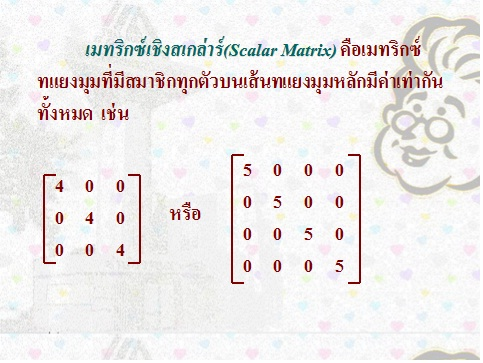 เมทริกซ์เชิงสเกล่าร์(Scalar Matrix) คือเมทริกซ์
ทแยงมุมที่มีสมาชิกทุกตัวบนเส้นทแยงมุมหลักมีค่าเท่ากัน
ทั้งหมด เช่น
4 0 0
0 4 0
0 0 4
หรือ
5 0 0 0
0 5 0 0
0 0 5 0
0 0 0 5